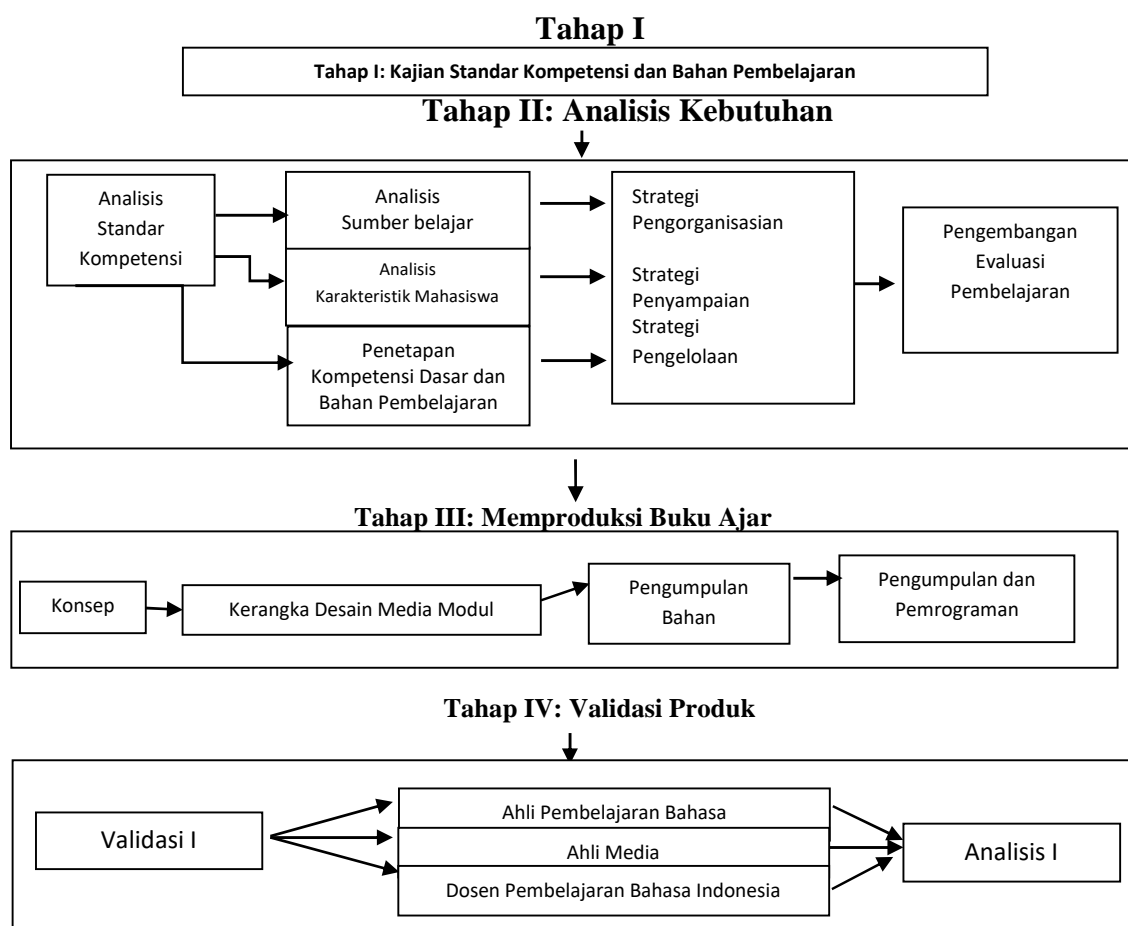 Tahap I
Tahap I: Kajian Standar Kompetensi dan Bahan Pembelajaran
Tahap II: Analisis Kebutuhan
Analisis
Standar
Kompetensi
Analisis
Sumber belajar
Analisis
Karakteristik Mahasiswa
Penetapan
Kompetensi Dasar dan
Bahan Pembelajaran
Strategi
Pengorganisasian
Strategi
Penyampaian
Strategi
Pengelolaan
Pengembangan
Evaluasi
Pembelajaran
Tahap III: Memproduksi Buku Ajar
Konsep
Kerangka Desain Media Modul
Pengumpulan
Bahan
Pengumpulan dan
Pemrograman
Tahap IV: Validasi Produk
Validasi I
Ahli Pembelajaran Bahasa
Ahli Media
Dosen Pembelajaran Bahasa Indonesia
Analisis I